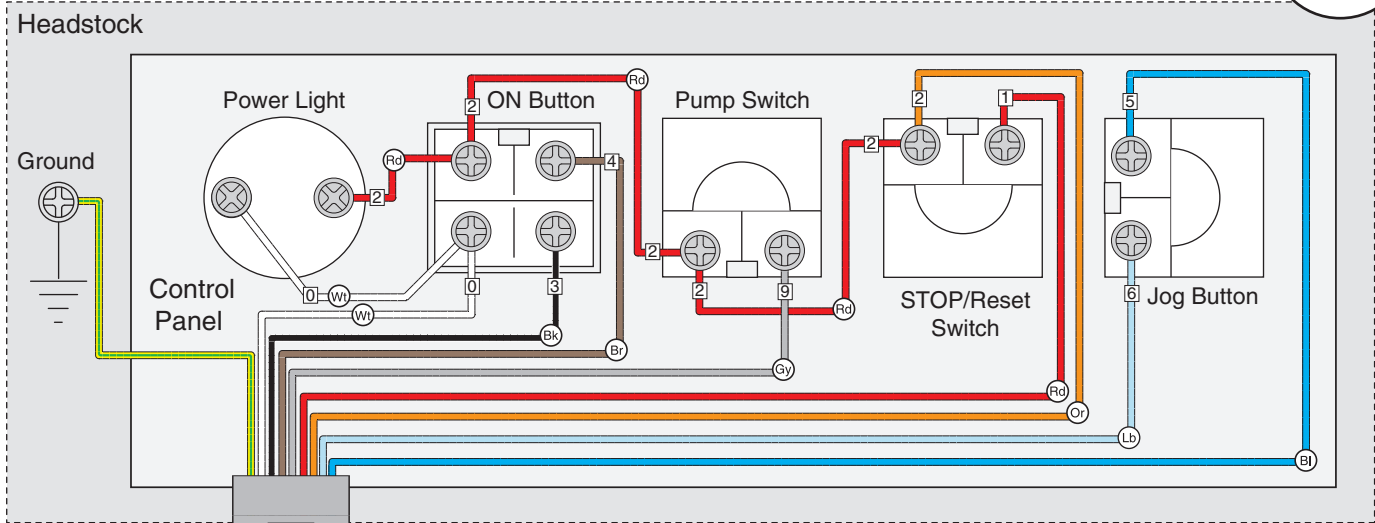 Headstock
Power Light
ON Button
Pump Switch
Ground
Control
Panel
STOP/Reset
Switch
Jog Button
2
Rd
2
1
5
Rd
4
2
2
2
2
9
0
Wt
0
3
6
Wt
Rd
Bk
Br
Gy
Rd
Or
Lb
Bl